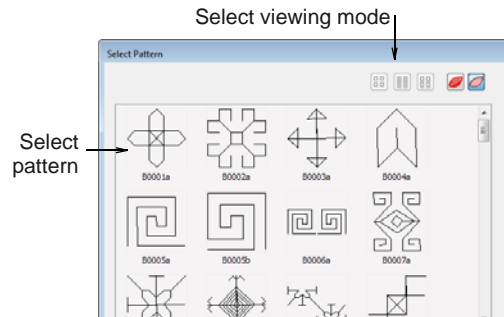 Select viewing mode
Select Pattern
Select
pattern
B0001a B0002a B0003a B0004a
B0005a B0005b B0006a B0007a